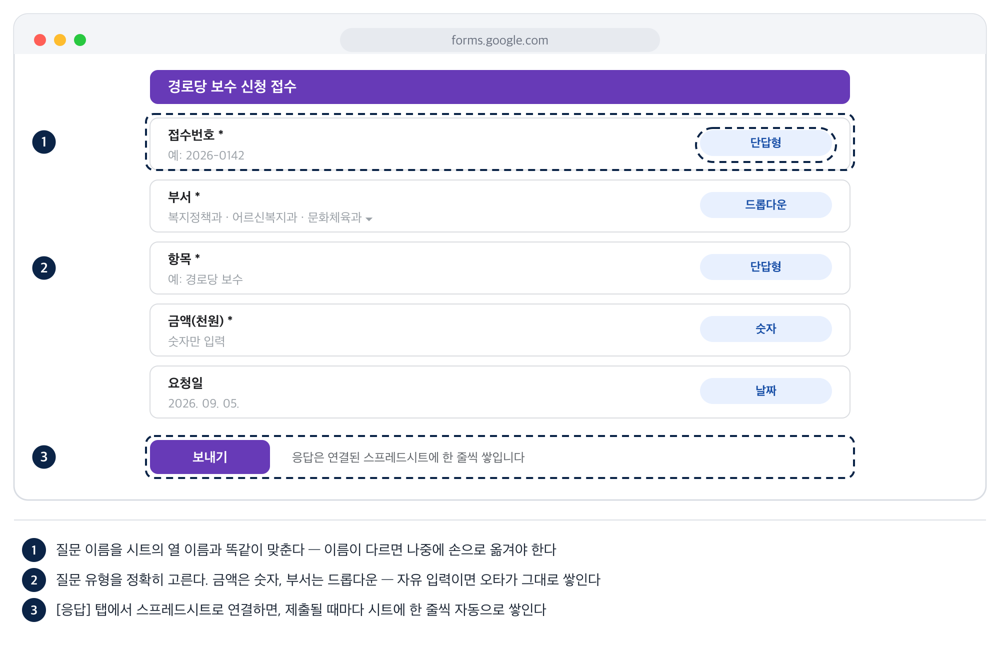 forms.google.com
경로당 보수 신청 접수
1
접수번호 *
단답형
예: 2026-0142
부서 *
드롭다운
복지정책과 · 어르신복지과 · 문화체육과
2
항목 *
단답형
예: 경로당 보수
금액(천원) *
숫자
숫자만 입력
요청일
날짜
2026. 09. 05.
3
보내기
응답은 연결된 스프레드시트에 한 줄씩 쌓입니다
1 질문 이름을 시트의 열 이름과 똑같이 맞춘다 — 이름이 다르면 나중에 손으로 옮겨야 한다
2 질문 유형을 정확히 고른다. 금액은 숫자, 부서는 드롭다운 — 자유 입력이면 오타가 그대로 쌓인다
3 [응답] 탭에서 스프레드시트로 연결하면, 제출될 때마다 시트에 한 줄씩 자동으로 쌓인다